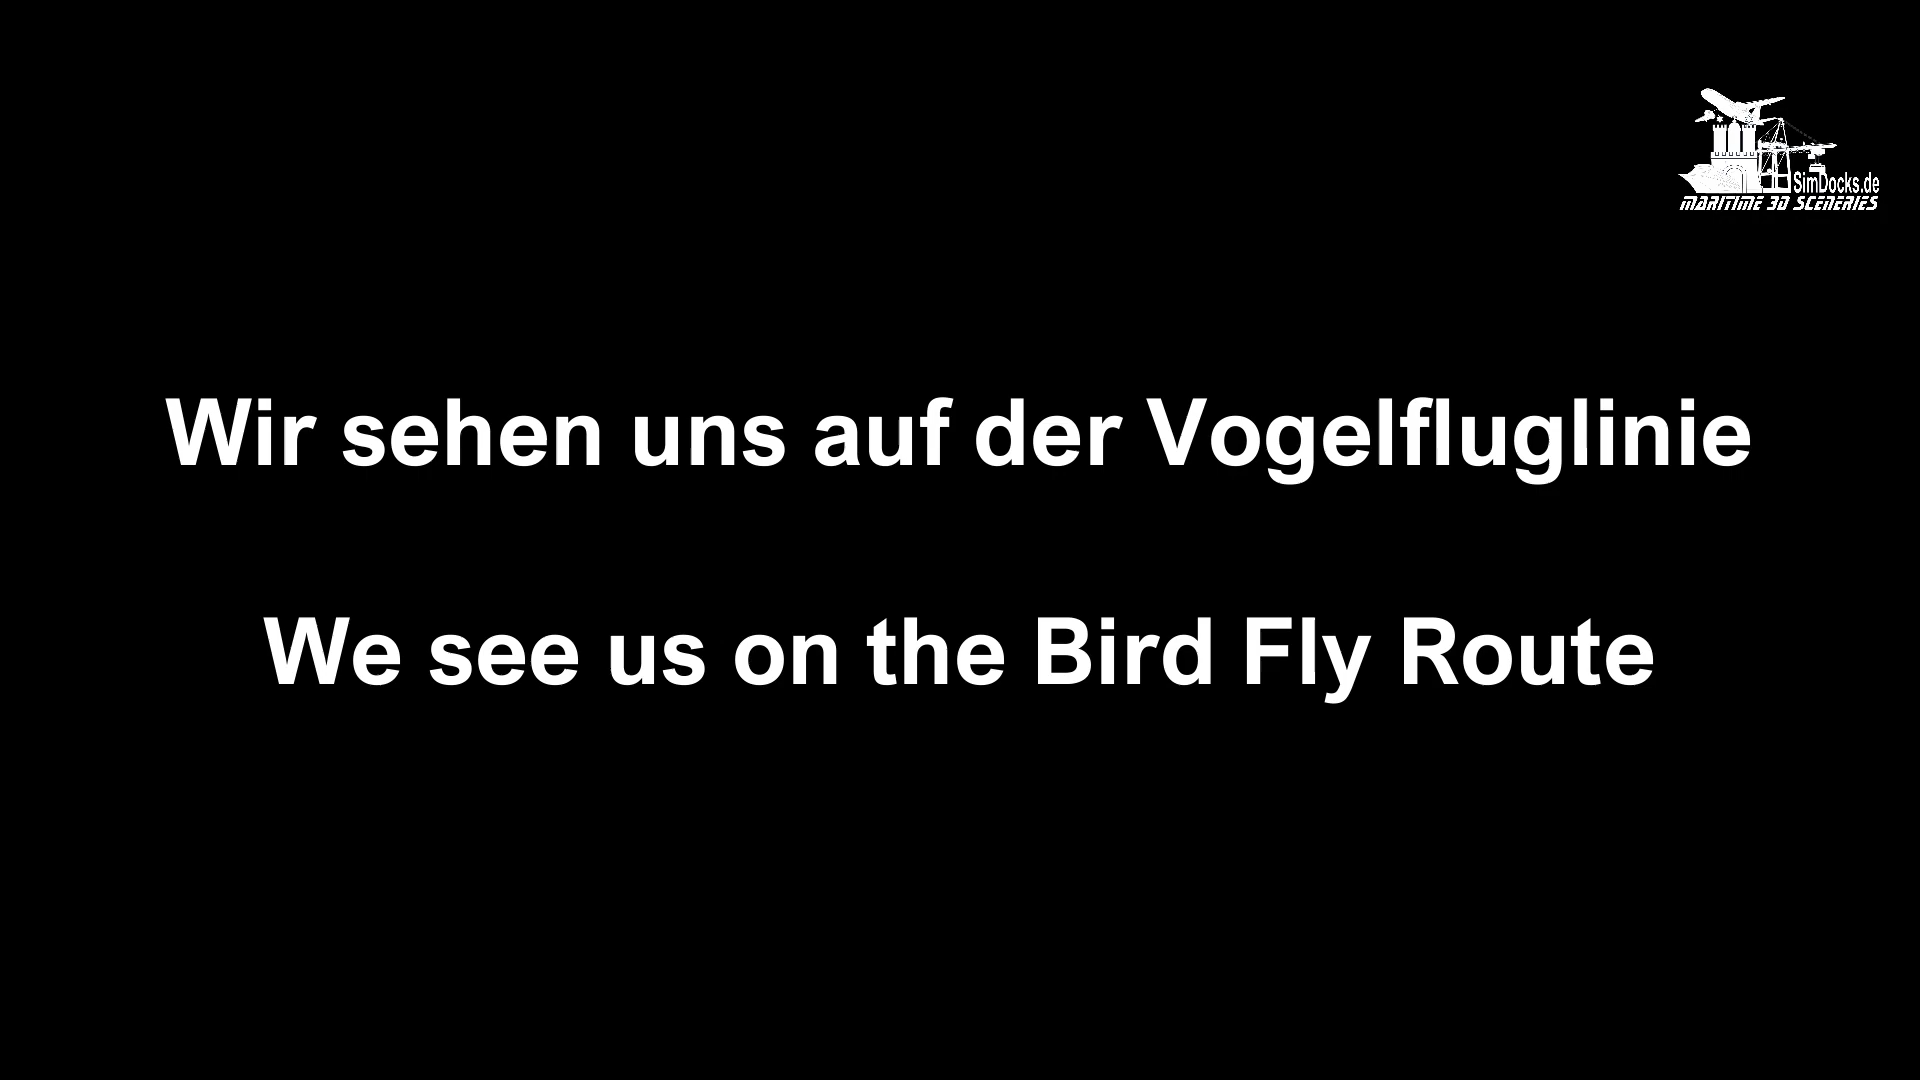 SimDocks.de
MARITIME 3D SCENERIES
Wir sehen uns auf der Vogelfluglinie
We see us on the Bird Fly Route